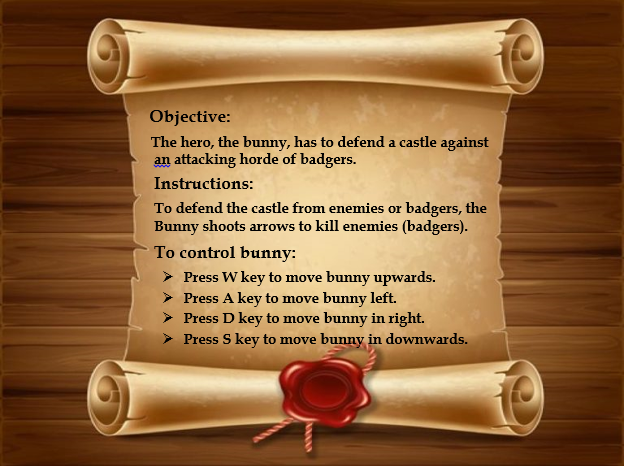 Objective:
The hero, the bunny, has to defend a castle against
an attacking horde of badgers.
Instructions:
To defend the castle from enemies or badgers, the
Bunny shoots arrows to kill enemies (badgers).
To control bunny:
➢ Press W key to move bunny upwards.
➢ Press A key to move bunny left.
➢ Press D key to move bunny in right.
➢ Press S key to move bunny in downwards.